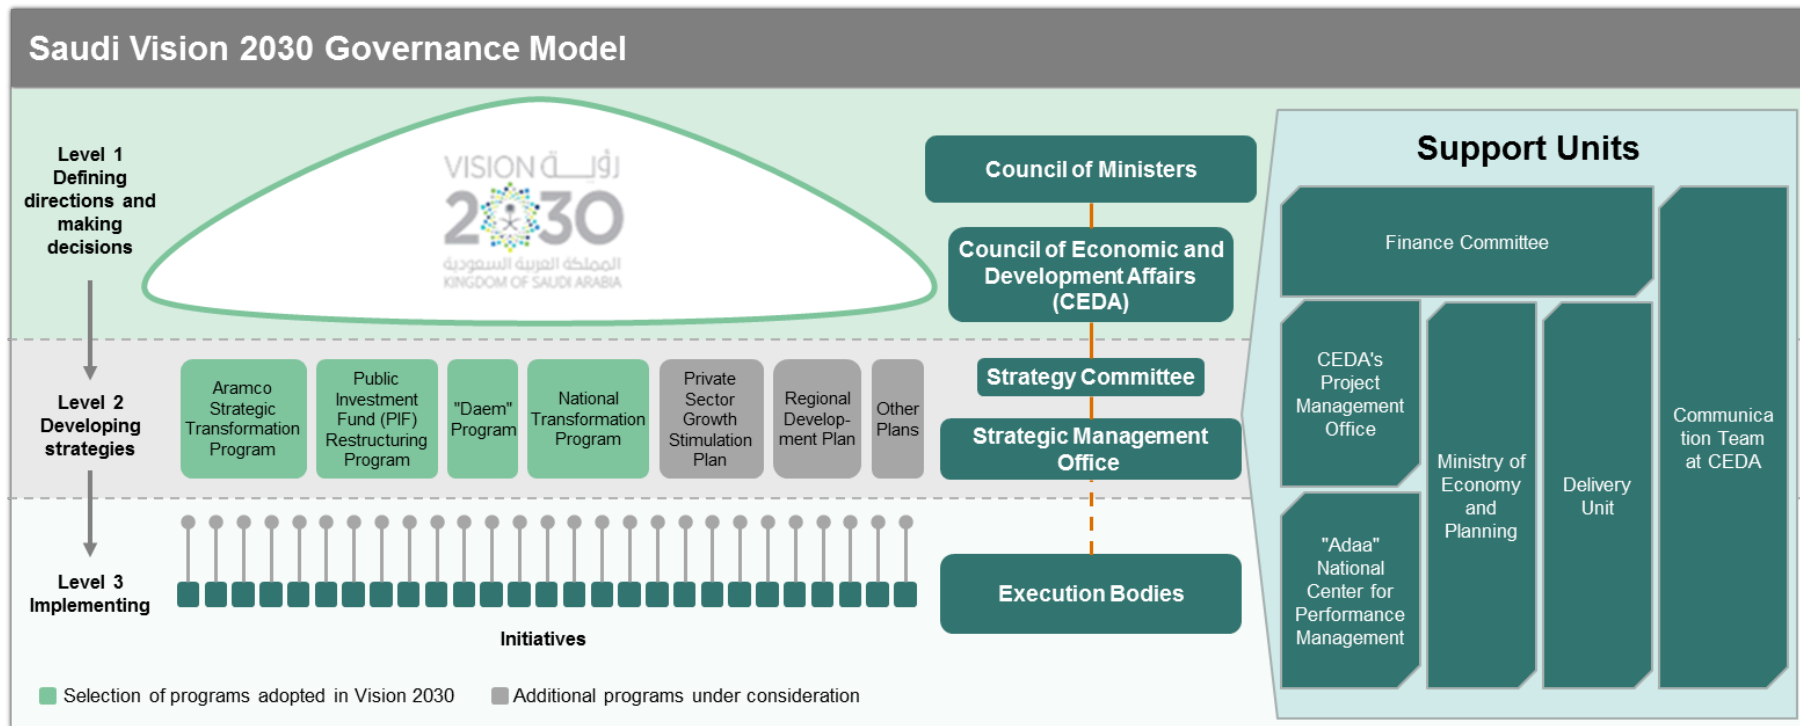 Saudi Vision 2030 Governance Model
Level 1
Defining
directions and
making
decisions
VISION رؤية
2030
المملكة العربية السعودية
KINGDOM OF SAUDI ARABIA
Council of Ministers
Council of Economic and
Development Affairs
(CEDA)
Level 2
Developing
strategies
Aramco
Strategic
Transformation
Program
Public
Investment
Fund (PIF)
Restructuring
Program
"Daem"
Program
National
Transformation
Program
Private
Sector
Growth
Stimulation
Plan
Regional
Develop-
ment Plan
Other
Plans
Strategy Committee
Strategic Management
Office
Level 3
Implementing
Initiatives
Execution Bodies
Support Units
Finance Committee
CEDA's
Project
Management
Office
"Adaa"
National
Center for
Performance
Management
Ministry of
Economy
and
Planning
Delivery
Unit
Communica
tion Team
at CEDA
Selection of programs adopted in Vision 2030
Additional programs under consideration